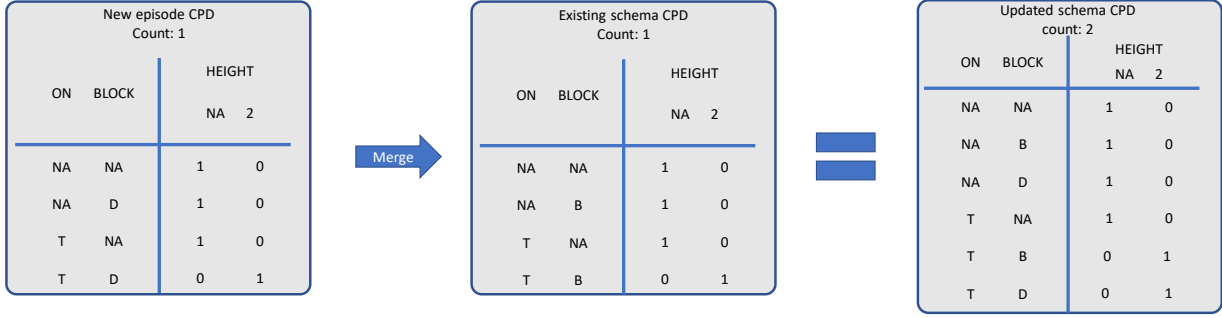 New episode CPD
Count: 1
HEIGHT
ON BLOCK
NA 2
NA NA 1 0
NA D 1 0
T NA 1 0
T D 0 1
Merge
Existing schema CPD
Count: 1
HEIGHT
ON BLOCK
NA 2
NA NA 1 0
NA B 1 0
T NA 1 0
T B 0 1
Updated schema CPD
count: 2
HEIGHT
ON BLOCK
NA 2
NA NA 1 0
NA B 1 0
NA D 1 0
T NA 1 0
T B 0 1
T D 0 1